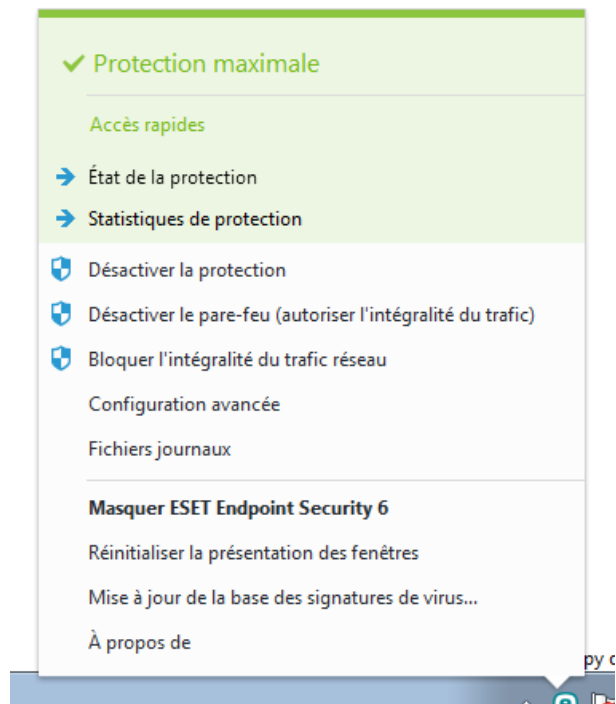 Protection maximale
Accès rapides
État de la protection
Statistiques de protection
Désactiver la protection
Désactiver le pare-feu (autoriser l'intégralité du trafic)
Bloquer l'intégralité du trafic réseau
Configuration avancée
Fichiers journaux
Masquer ESET Endpoint Security 6
Réinitialiser la présentation des fenêtres
Mise à jour de la base des signatures de virus...
À propos de